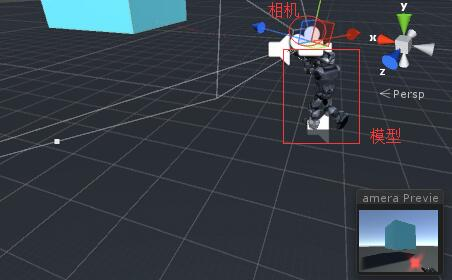 相机
y
x
z
Persp
模型
amera Previe